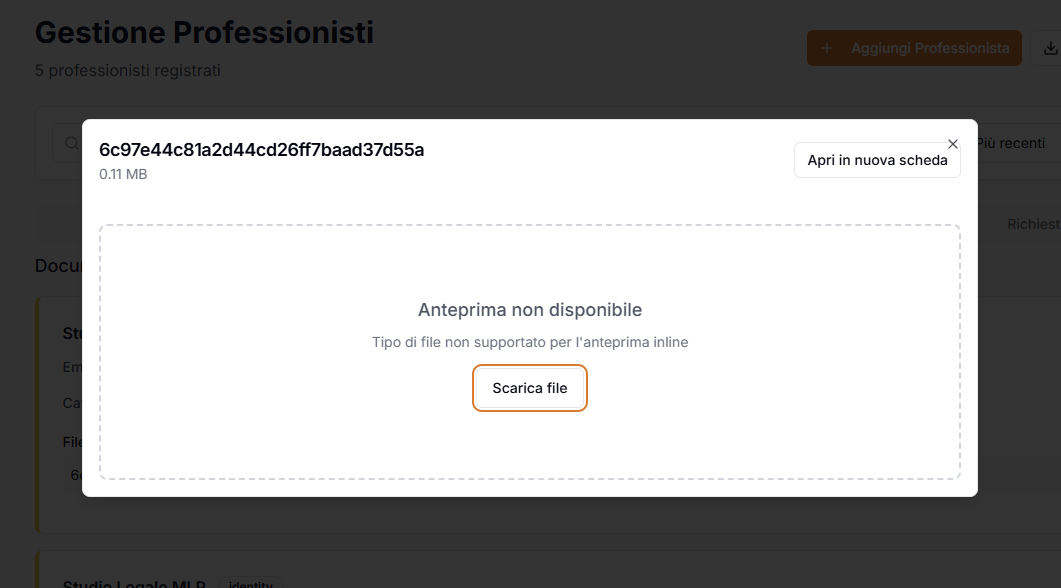 Gestione Professionisti
5 professionisti registrati
+ Aggiungi Professionista
6c97e44c81a2d44cd26ff7baad37d55a
0.11 MB
Apri in nuova scheda
Più recenti
Richiest
Docu
Anteprima non disponibile
Tipo di file non supportato per l'anteprima inline
Scarica file
Stu
Em
Ca
File
6c
Studio Legale MLP identity